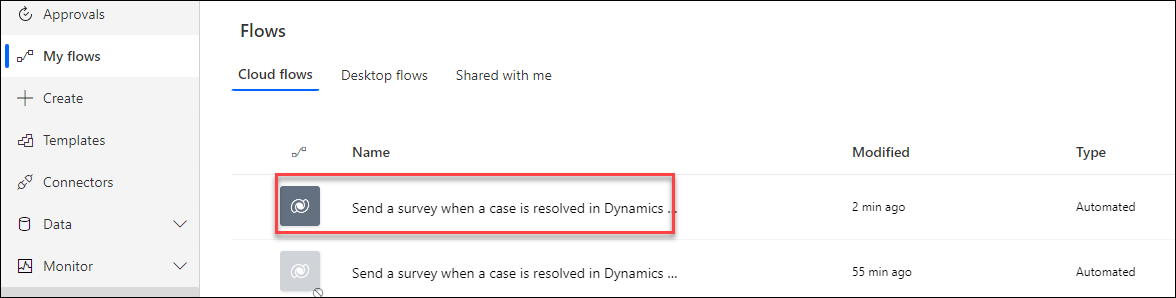 Approvals
My flows
Create
Templates
Connectors
Data
Monitor
Flows
Cloud flows Desktop flows Shared with me
Name Modified Type
Send a survey when a case is resolved in Dynamics ... 2 min ago Automated
Send a survey when a case is resolved in Dynamics ... 55 min ago Automated